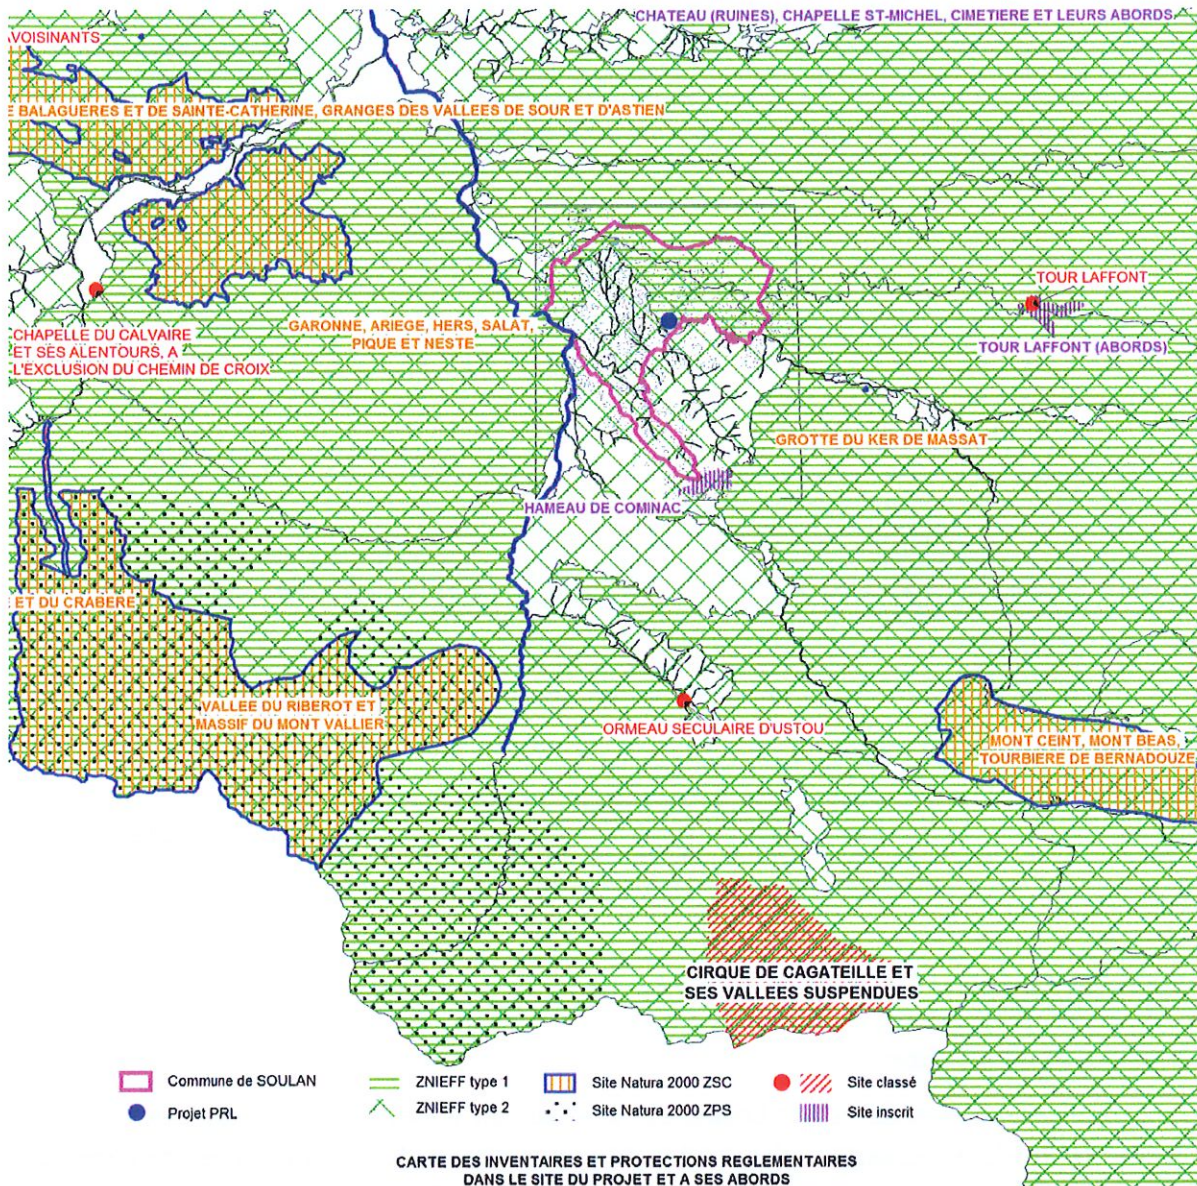 CHATEAU (RUINES), CHAPELLE ST-MICHEL, CIMETIERE ET LEURS ABORDS
AVOISINANTS
E BALAGUERES ET DE SAINTE-CATHERINE, GRANGES DES VALLEES DE SOUR ET D'ASTIEN
TOUR LAFFONT
CHAPELLE DU CALVAIRE
ET SES ALENTOURS, A
L'EXCLUSION DU CHEMIN DE CROIX
GARONNE, ARIEGE, HERS, SALAT,
PIQUE ET NESTE
TOUR LAFFONT (ABORDS)
GROTTE DU KER DE MASSAT
HAMEAU DE COMINAC
ET DU CRABERE
VALLEE DU RIBEROT ET
MASSIF DU MONT VALLIER
ORMEAU SECULAIRE D'USTOU
MONT CEINT, MONT BEAS,
TOURBIERE DE BERNADOUZE
CIRQUE DE CAGATEILLE ET
SES VALLEES SUSPENDUES
Commune de SOULAN
Projet PRL
ZNIEFF type 1
ZNIEFF type 2
Site Natura 2000 ZSC
Site Natura 2000 ZPS
Site classé
Site inscrit
CARTE DES INVENTAIRES ET PROTECTIONS REGLEMENTAIRES
DANS LE SITE DU PROJET ET A SES ABORDS